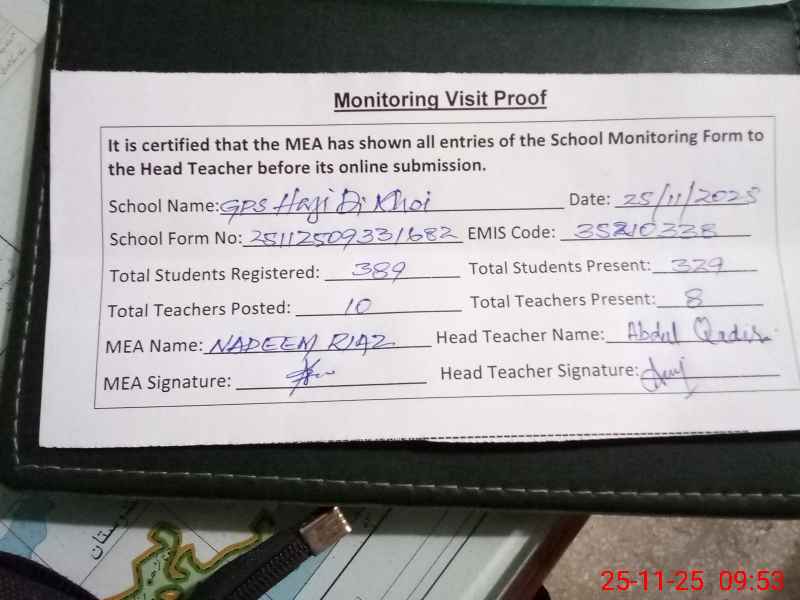 Monitoring Visit Proof
It is certified that the MEA has shown all entries of the School Monitoring Form to
the Head Teacher before its online submission.
School Name: GPS Haji Di Khoi Date: 25/11/2025
School Form No: 25112509331682 EMIS Code: 35210338
Total Students Registered: 389 Total Students Present: 329
Total Teachers Posted: 10 Total Teachers Present: 8
MEA Name: NADEEM RIAZ Head Teacher Name: Abdul Qadir
MEA Signature: Head Teacher Signature:
25-11-25 09:53